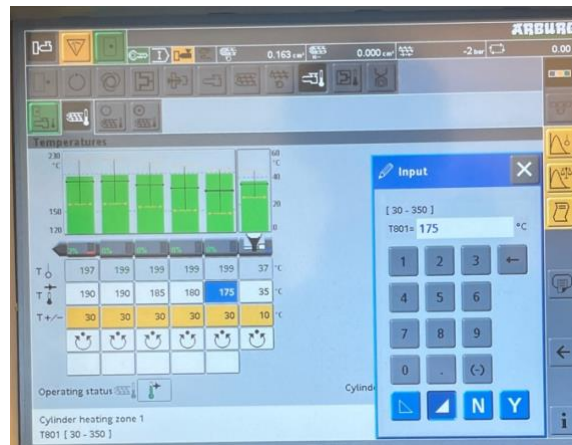 ARBURG
0.163 cm³ 0.000 cm³ -2 bar 0.00
Temperatures
230 °C
150
120
60 °C
40
20
0
T 197 199 199 199 199 37 °C
T 190 190 185 180 175 35 °C
T+/- 30 30 30 30 30 10 °C
Operating status
Cylinde
Cylinder heating zone 1
T801 [ 30 - 350 ]
Input
[ 30 - 350 ]
T801= 175 °C
1 2 3 ←
4 5 6
7 8 9
0 . (-)
N Y